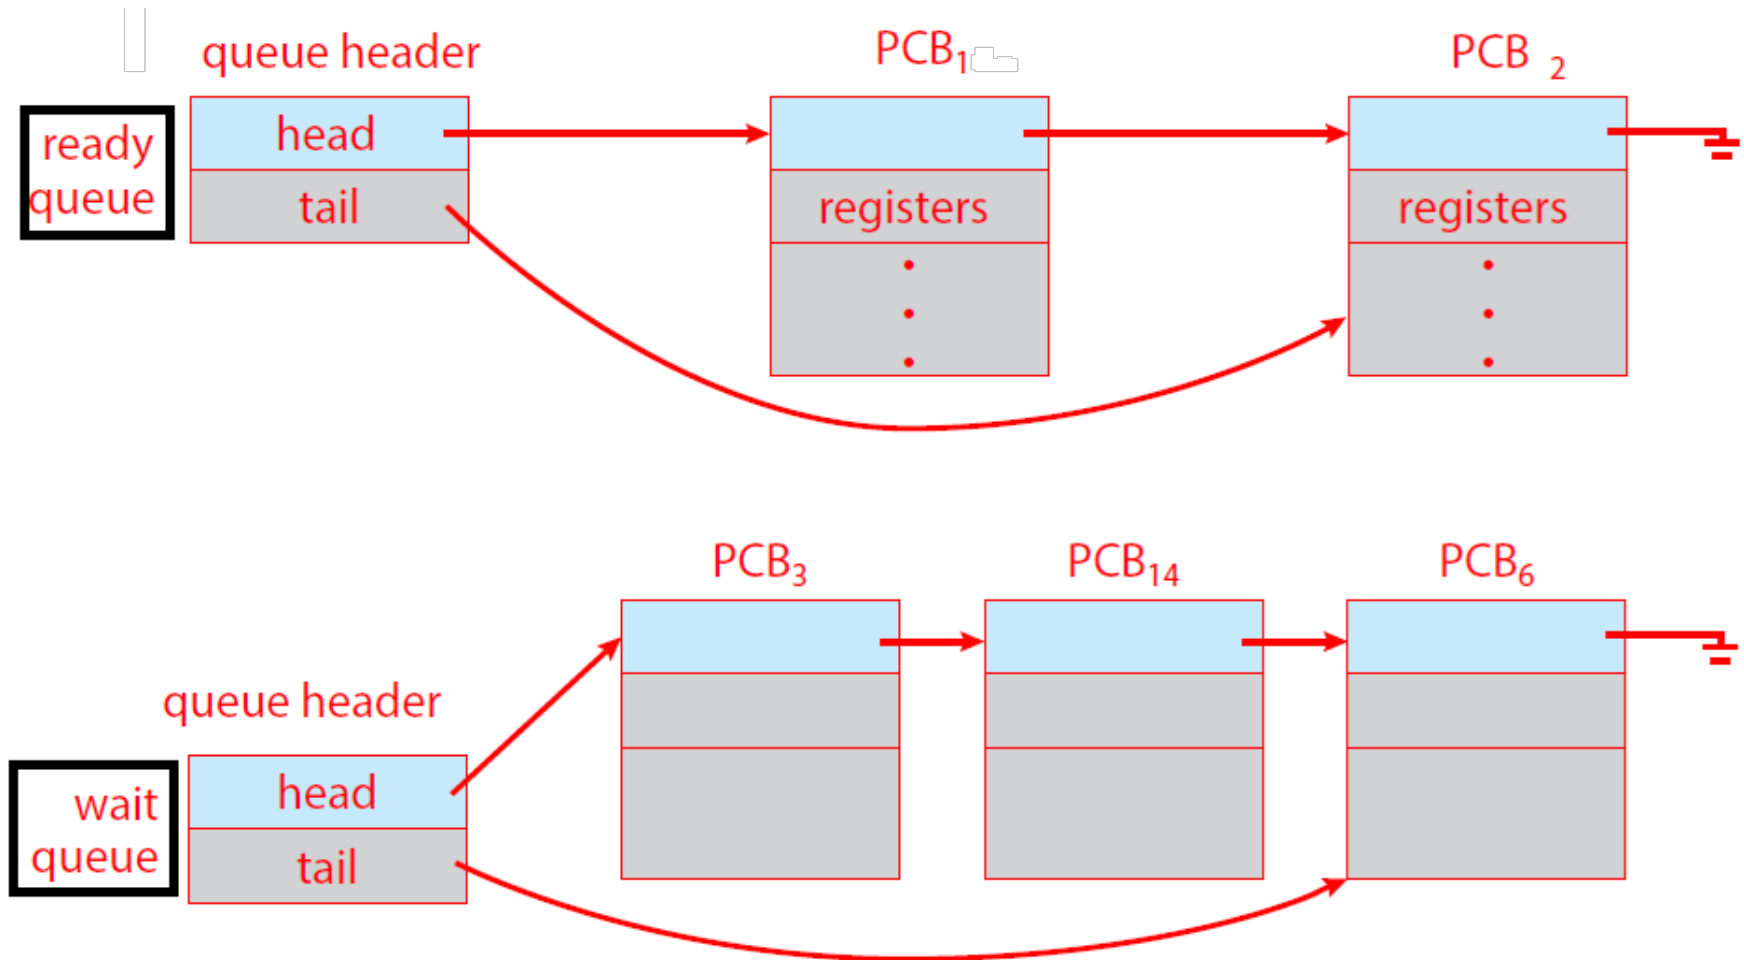 queue header
PCB1
PCB 2
ready
queue
head
tail
registers
registers
PCB3
PCB14
PCB6
queue header
wait
queue
head
tail